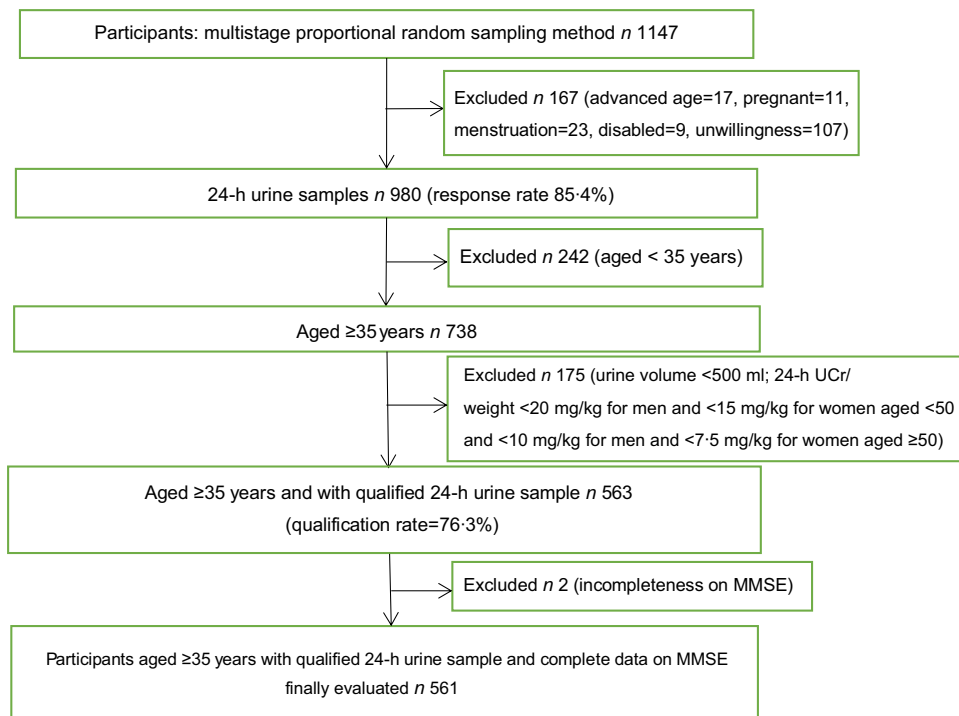 Participants: multistage proportional random sampling method n 1147
Excluded n 167 (advanced age=17, pregnant=11,
menstruation=23, disabled=9, unwillingness=107)
24-h urine samples n 980 (response rate 85·4%)
Excluded n 242 (aged < 35 years)
Aged ≥35 years n 738
Excluded n 175 (urine volume <500 ml; 24-h UCr/
weight <20 mg/kg for men and <15 mg/kg for women aged <50
and <10 mg/kg for men and <7·5 mg/kg for women aged ≥50)
Aged ≥35 years and with qualified 24-h urine sample n 563
(qualification rate=76·3%)
Excluded n 2 (incompleteness on MMSE)
Participants aged ≥35 years with qualified 24-h urine sample and complete data on MMSE
finally evaluated n 561